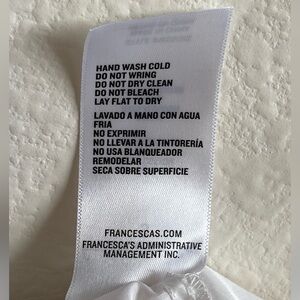 HAND WASH COLD
DO NOT WRING
DO NOT DRY CLEAN
DO NOT BLEACH
LAY FLAT TO DRY
LAVADO A MANO CON AGUA
FRIA
NO EXPRIMIR
NO LLEVAR A LA TINTORERÍA
NO USA BLANQUEADOR
REMODELAR
SECA SOBRE SUPERFICIE
FRANCESCAS.COM
FRANCESCA'S ADMINISTRATIVE
MANAGEMENT INC.